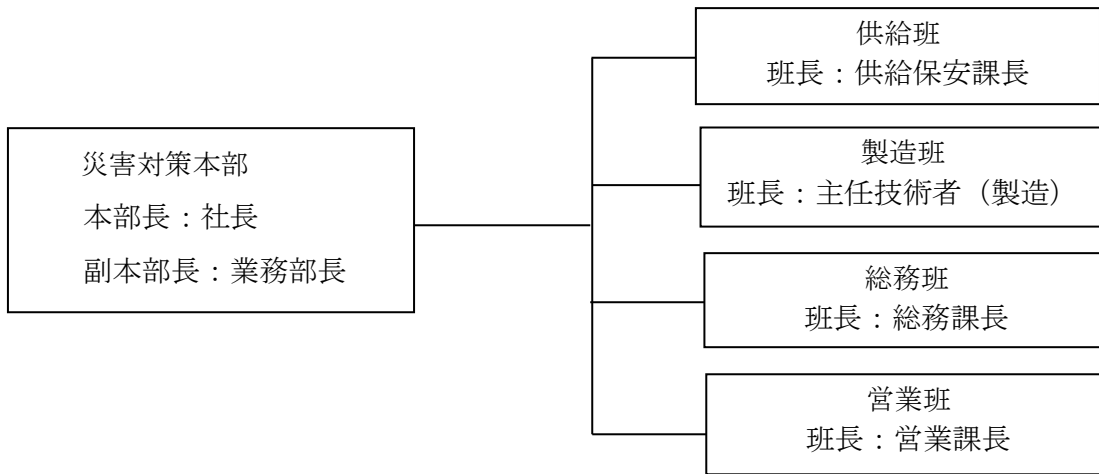 災害対策本部
本部長：社長
副本部長：業務部長
供給班
班長：供給保安課長
製造班
班長：主任技術者（製造）
総務班
班長：総務課長
営業班
班長：営業課長